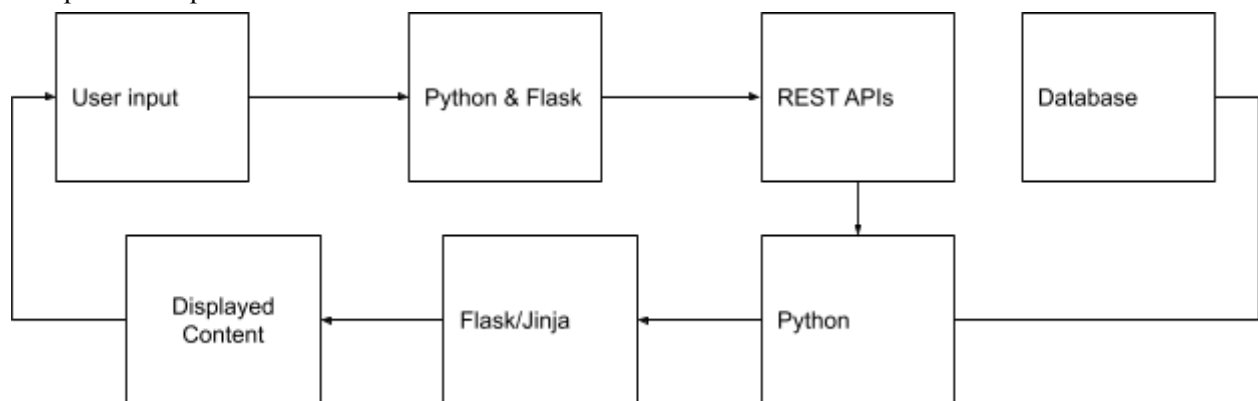 User input
Python & Flask
REST APIs
Database
Displayed
Content
Flask/Jinja
Python